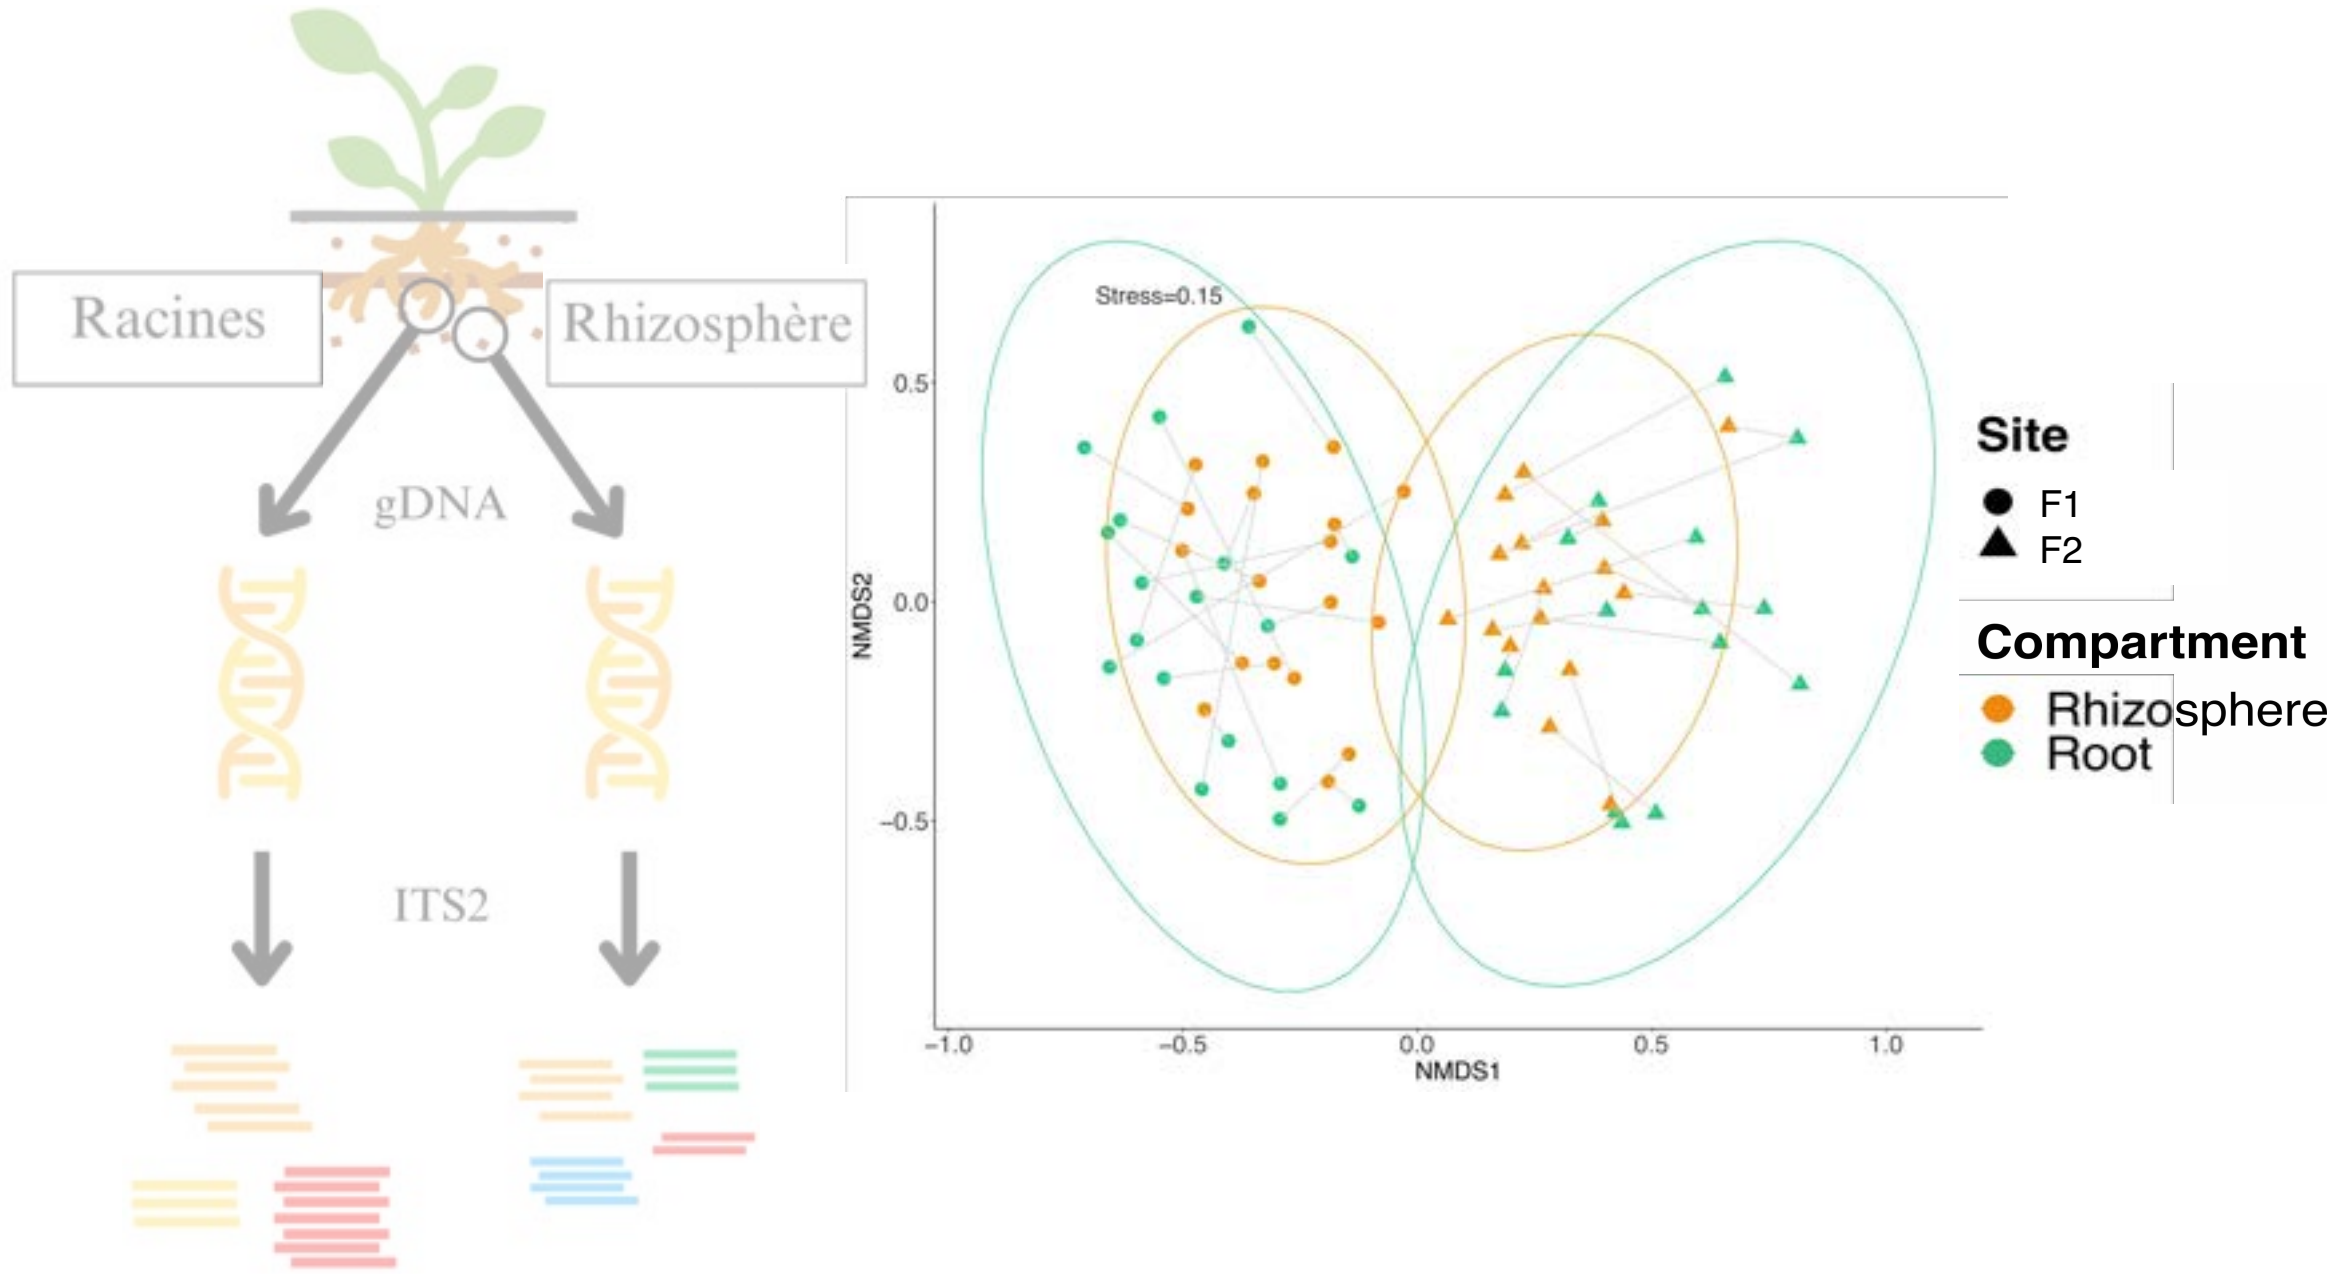 Racines
Rhizosphère
gDNA
ITS2
Stress=0.15
0.5
0.0
−0.5
NMDS2
−1.0
−0.5
0.0
0.5
1.0
NMDS1
Site
F1
F2
Compartment
Rhizosphere
Root